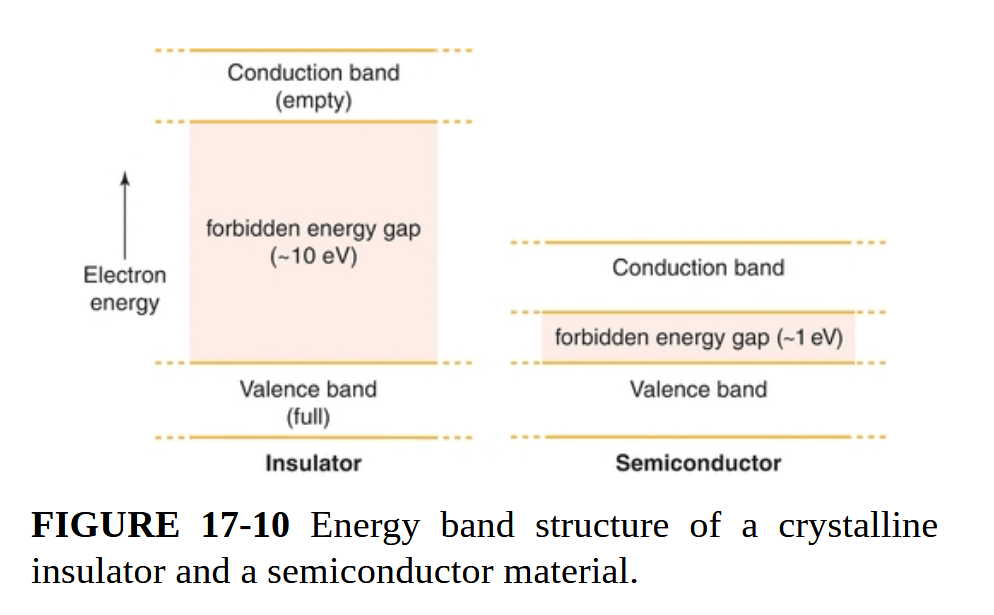 Conduction band
(empty)
forbidden energy gap
(~10 eV)
Electron
energy
Valence band
(full)
Insulator
Conduction band
forbidden energy gap (~1 eV)
Valence band
Semiconductor
FIGURE 17-10 Energy band structure of a crystalline
insulator and a semiconductor material.